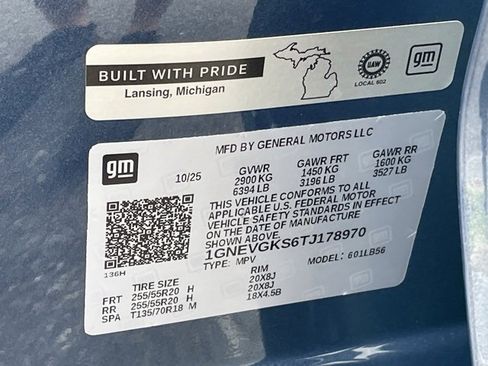 BUILT WITH PRIDE
Lansing, Michigan
UAW
LOCAL 602
gm
MFD BY GENERAL MOTORS LLC
gm
10/25
GVWR GAWR FRT GAWR RR
2900 KG 1450 KG 1600 KG
6394 LB 3196 LB 3527 LB
THIS VEHICLE CONFORMS TO ALL
APPLICABLE U.S. FEDERAL MOTOR
VEHICLE SAFETY STANDARDS IN EFFECT
ON THE DATE OF MANUFACTURE
1GNEVGKS6TJ178970
TYPE: MPV MODEL: 601LB56
136H
TIRE SIZE RIM
FRT 255/55R20 H 20X8J
RR 255/55R20 H 20X8J
SPA T135/70R18 M 18X4.5B